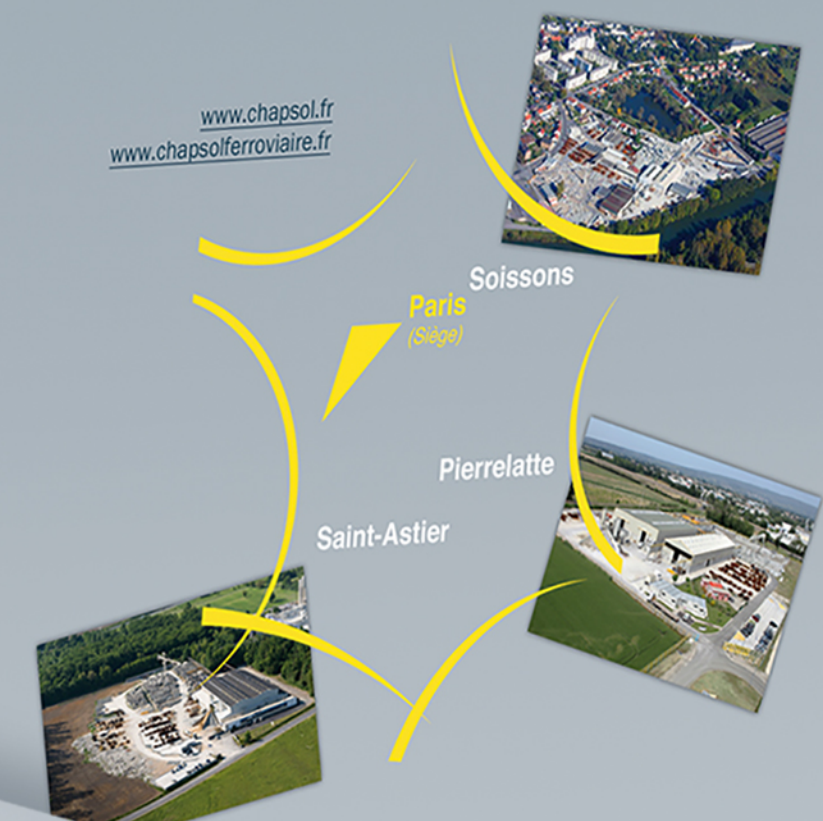 www.chapsol.fr
www.chapsolferroviaire.fr
Soissons
Paris
(Siège)
Pierrelatte
Saint-Astier